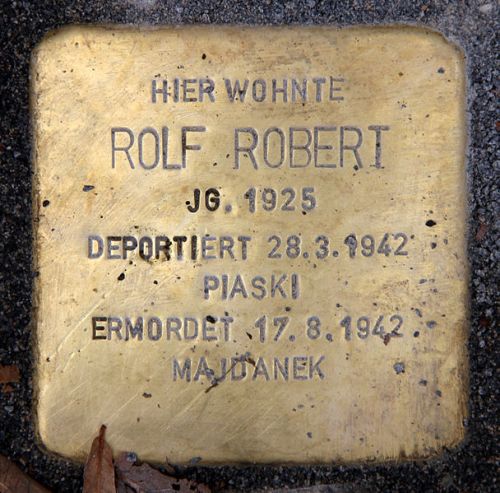 HIER WOHNTE
ROLF ROBERT
JG. 1925
DEPORTIERT 28.3.1942
PIASKI
ERMORDET 17.8.1942
MAJDANEK